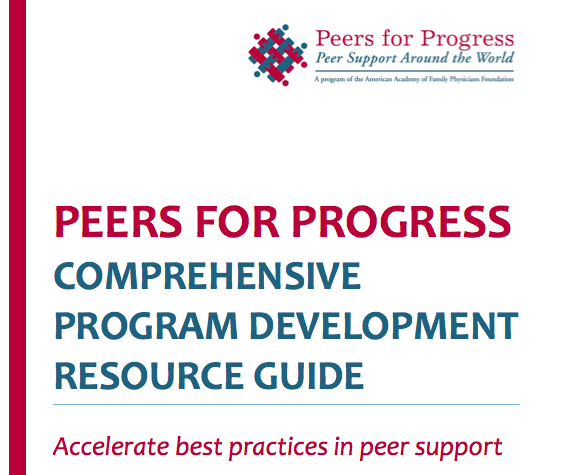 Peers for Progress
Peer Support Around the World
A program of the American Academy of Family Physicians Foundation
PEERS FOR PROGRESS
COMPREHENSIVE
PROGRAM DEVELOPMENT
RESOURCE GUIDE
Accelerate best practices in peer support